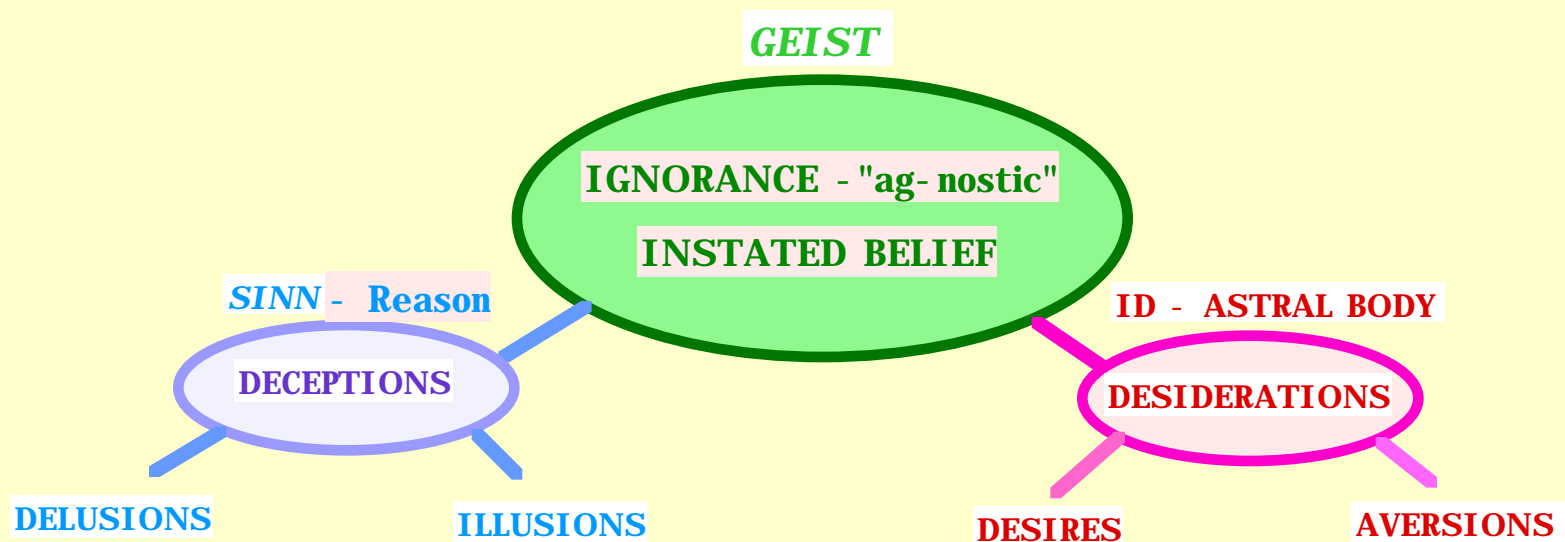 GEIST
IGNORANCE - "ag- nostic"
INSTATED BELIEF
SINN - Reason
ID - ASTRAL BODY
DECEPTIONS
DESIDERATIONS
DELUSIONS
ILLUSIONS
DESIRES
AVERSIONS